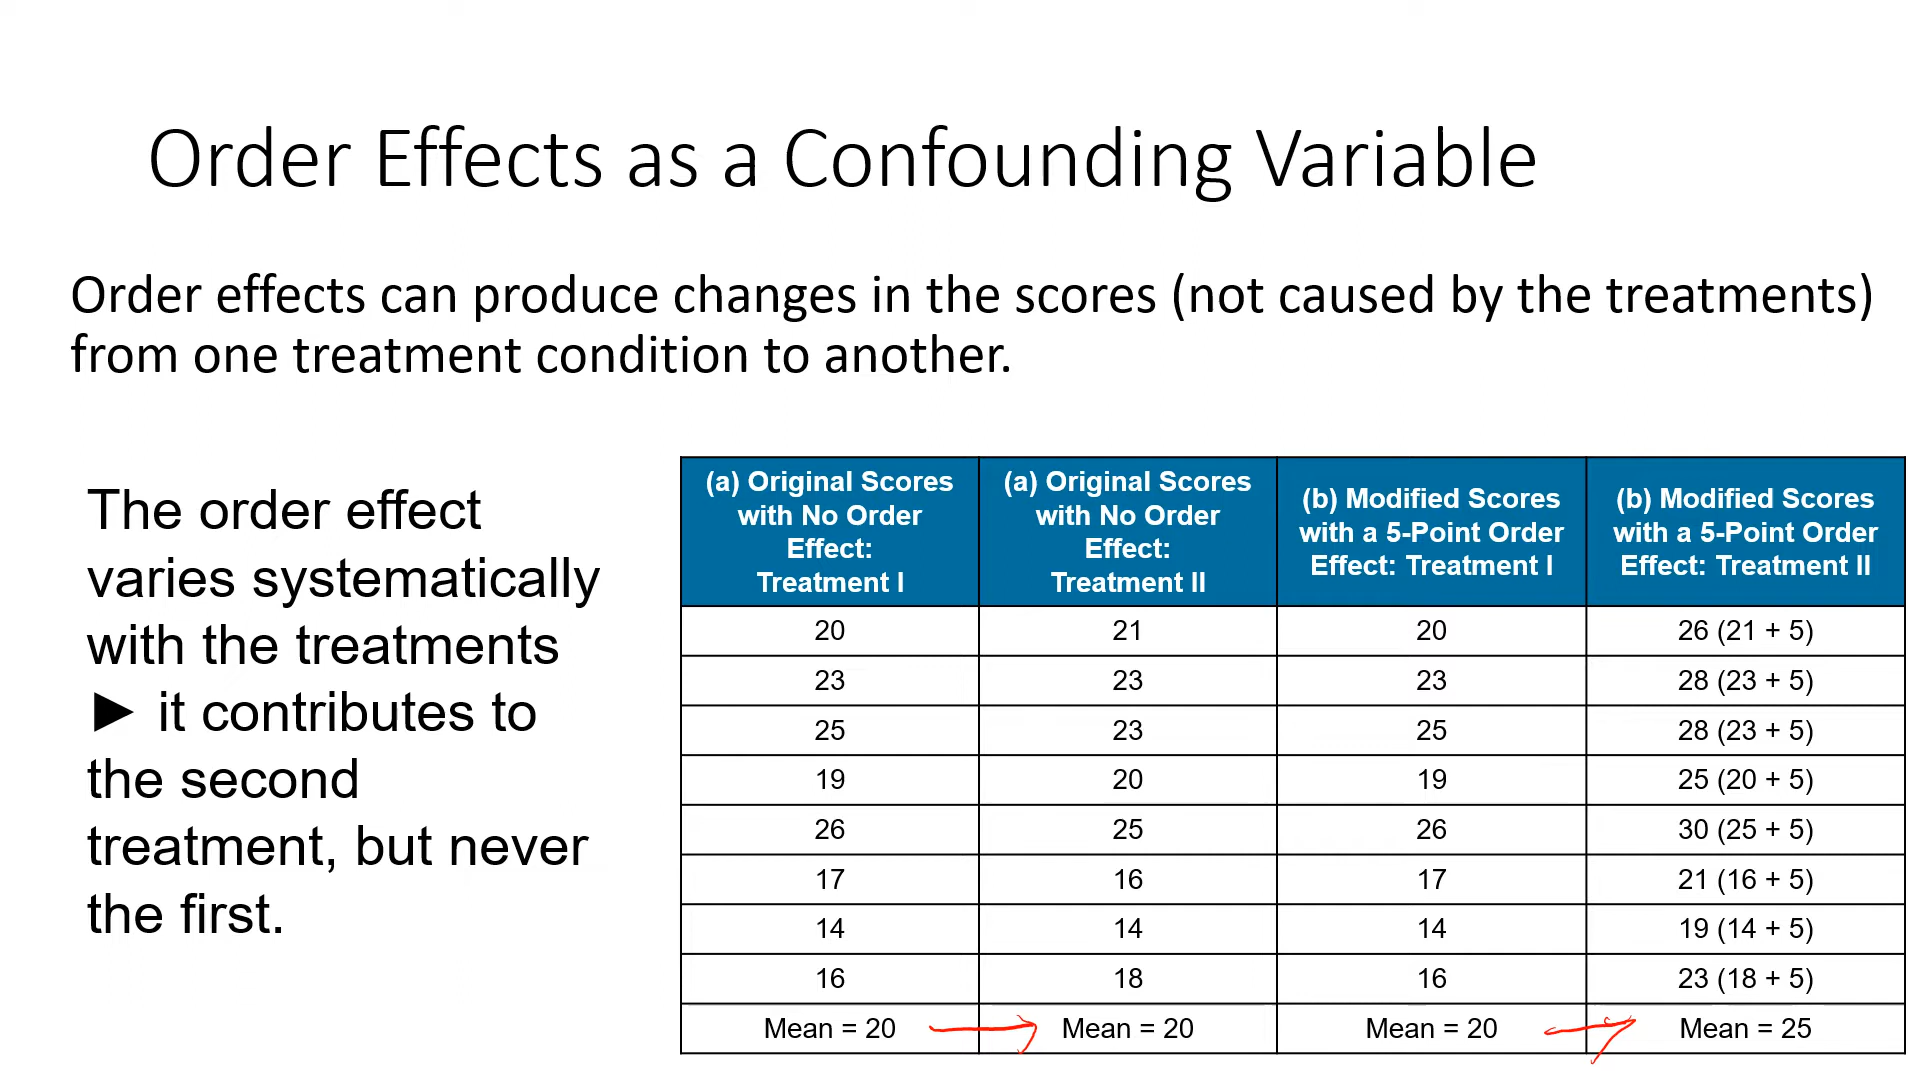 Order Effects as a Confounding Variable
Order effects can produce changes in the scores (not caused by the treatments)
from one treatment condition to another.
The order effect
varies systematically
with the treatments
► it contributes to
the second
treatment, but never
the first.
(a) Original Scores
with No Order
Effect:
Treatment I
(a) Original Scores
with No Order
Effect:
Treatment II
(b) Modified Scores
with a 5-Point Order
Effect: Treatment I
(b) Modified Scores
with a 5-Point Order
Effect: Treatment II
20 21 20 26 (21 + 5)
23 23 23 28 (23 + 5)
25 23 25 28 (23 + 5)
19 20 19 25 (20 + 5)
26 25 26 30 (25 + 5)
17 16 17 21 (16 + 5)
14 14 14 19 (14 + 5)
16 18 16 23 (18 + 5)
Mean = 20 Mean = 20 Mean = 20 Mean = 25